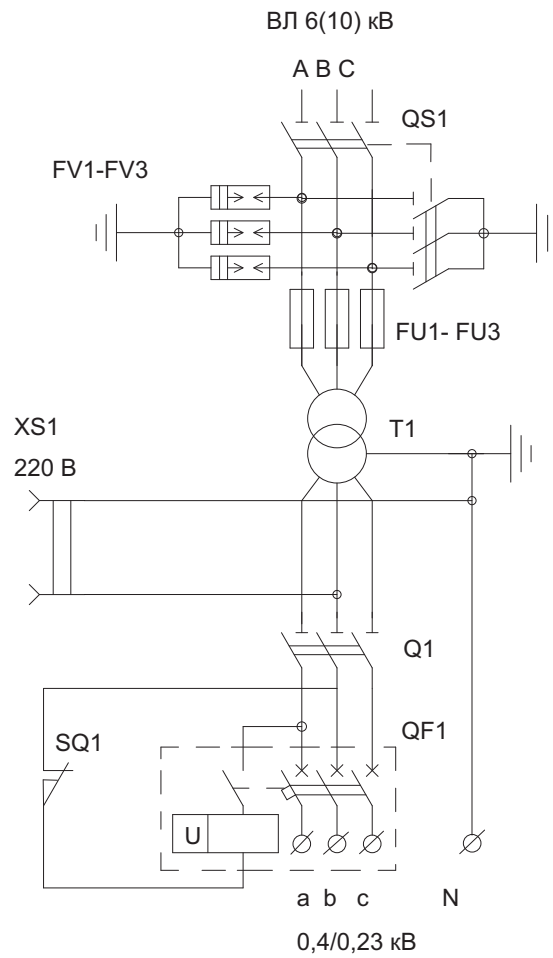 ВЛ 6(10) кВ
А В С
QS1
FV1-FV3
FU1- FU3
T1
XS1
220 В
Q1
QF1
SQ1
U
a b c N
0,4/0,23 кВ